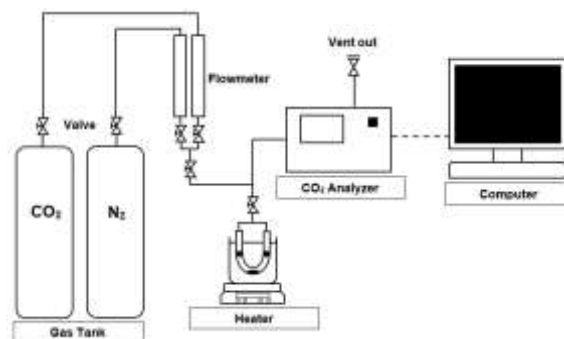 Vent out
Flowmeter
Valve
CO₂
N₂
CO₂ Analyzer
Computer
Heater
Gas Tank